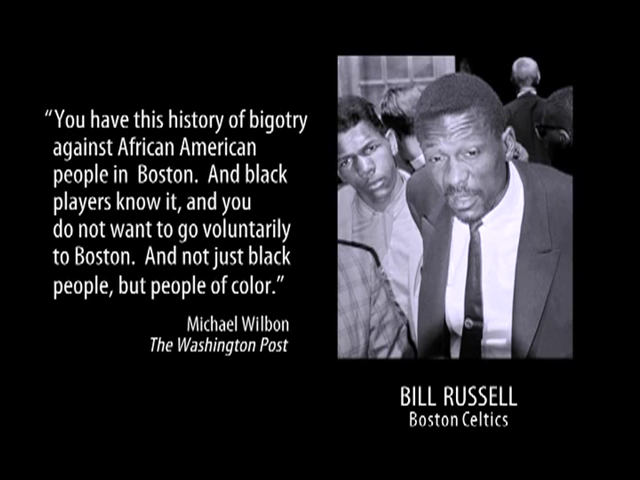 “You have this history of bigotry
against African American
people in Boston. And black
players know it, and you
do not want to go voluntarily
to Boston. And not just black
people, but people of color.”
Michael Wilbon
The Washington Post
BILL RUSSELL
Boston Celtics